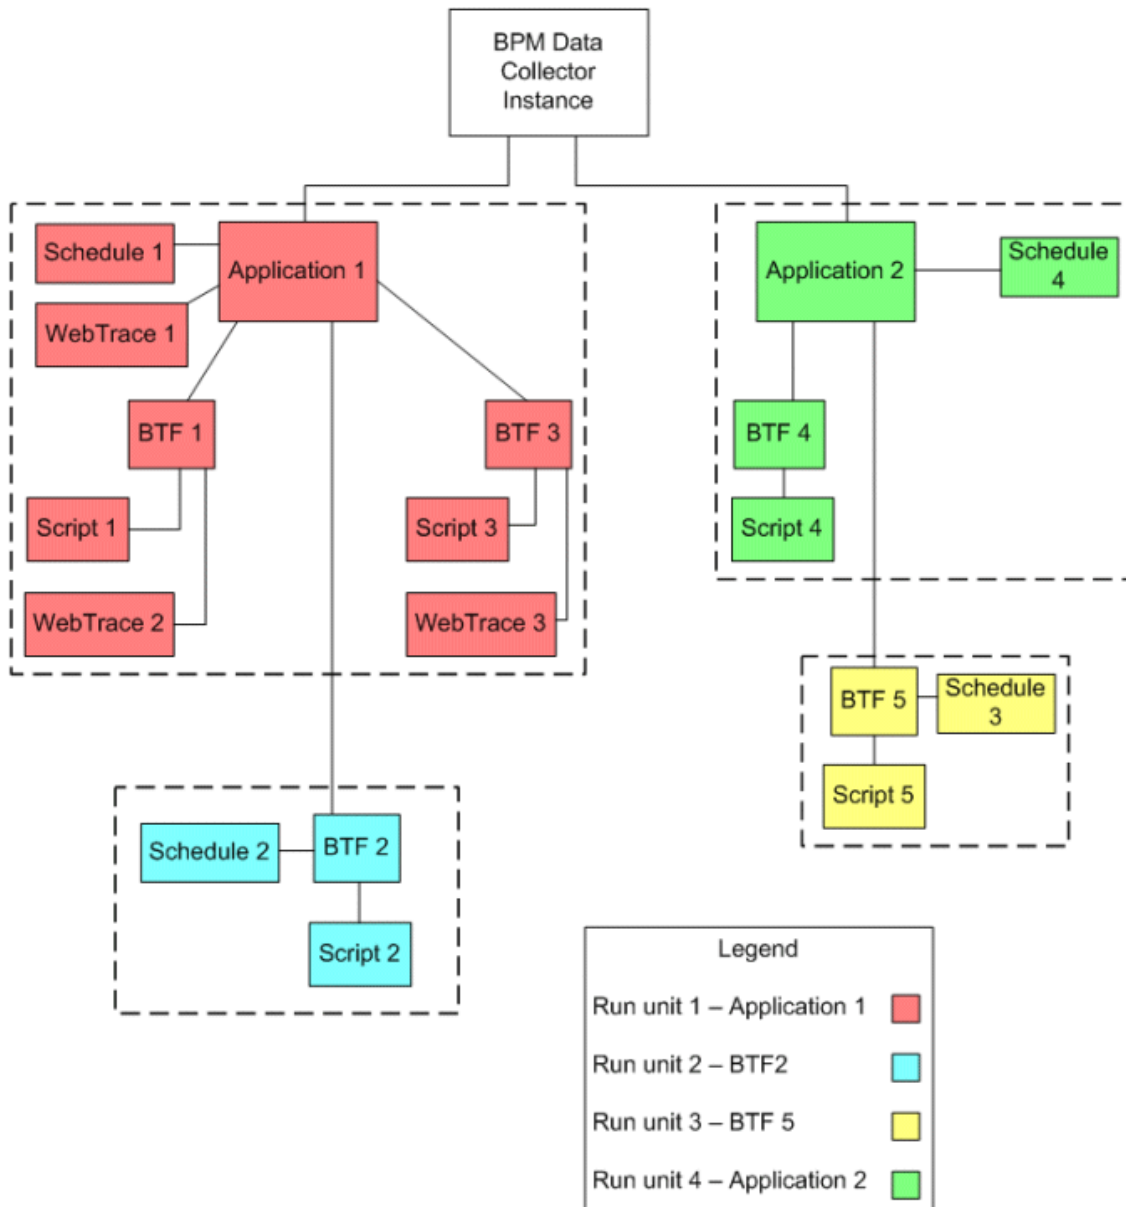 BPM Data
Collector
Instance
Schedule 1
Application 1
WebTrace 1
BTF 1
BTF 3
Script 1
Script 3
WebTrace 2
WebTrace 3
Application 2
Schedule
4
BTF 4
Script 4
BTF 5
Schedule
3
Script 5
Schedule 2
BTF 2
Script 2
Legend
Run unit 1 – Application 1
Run unit 2 – BTF2
Run unit 3 – BTF 5
Run unit 4 – Application 2